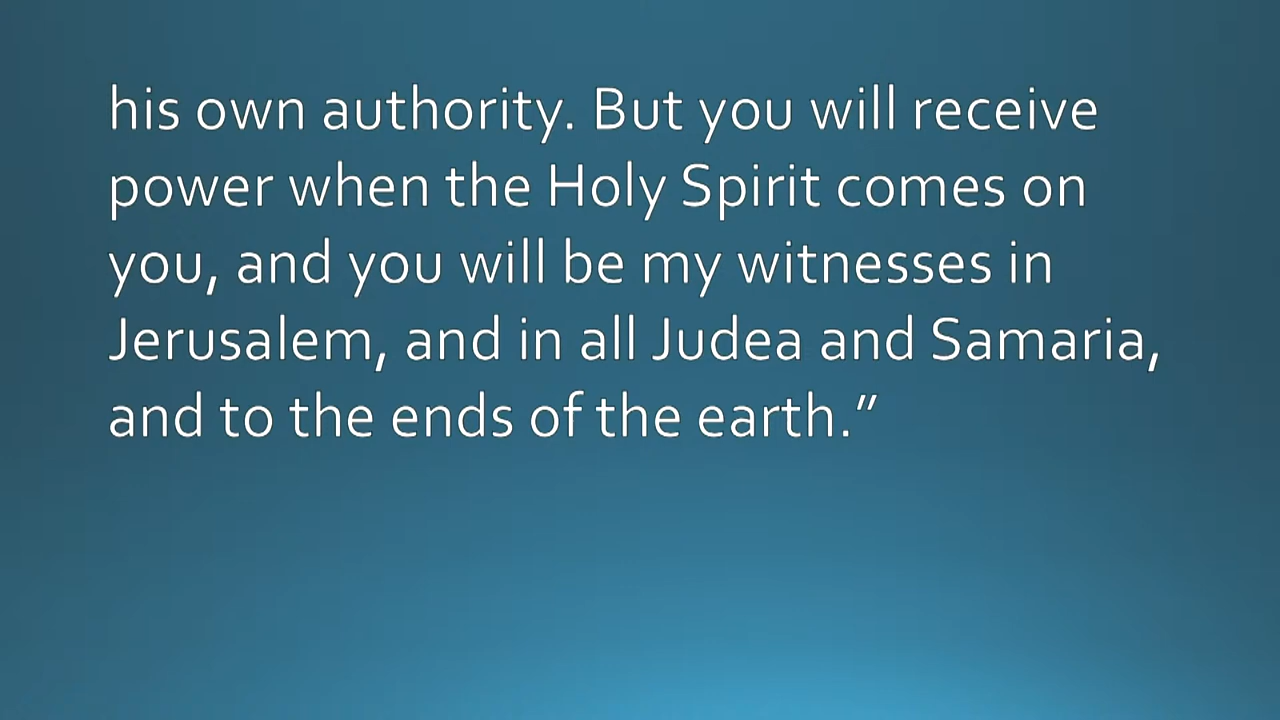 his own authority. But you will receive
power when the Holy Spirit comes on
you, and you will be my witnesses in
Jerusalem, and in all Judea and Samaria,
and to the ends of the earth.”